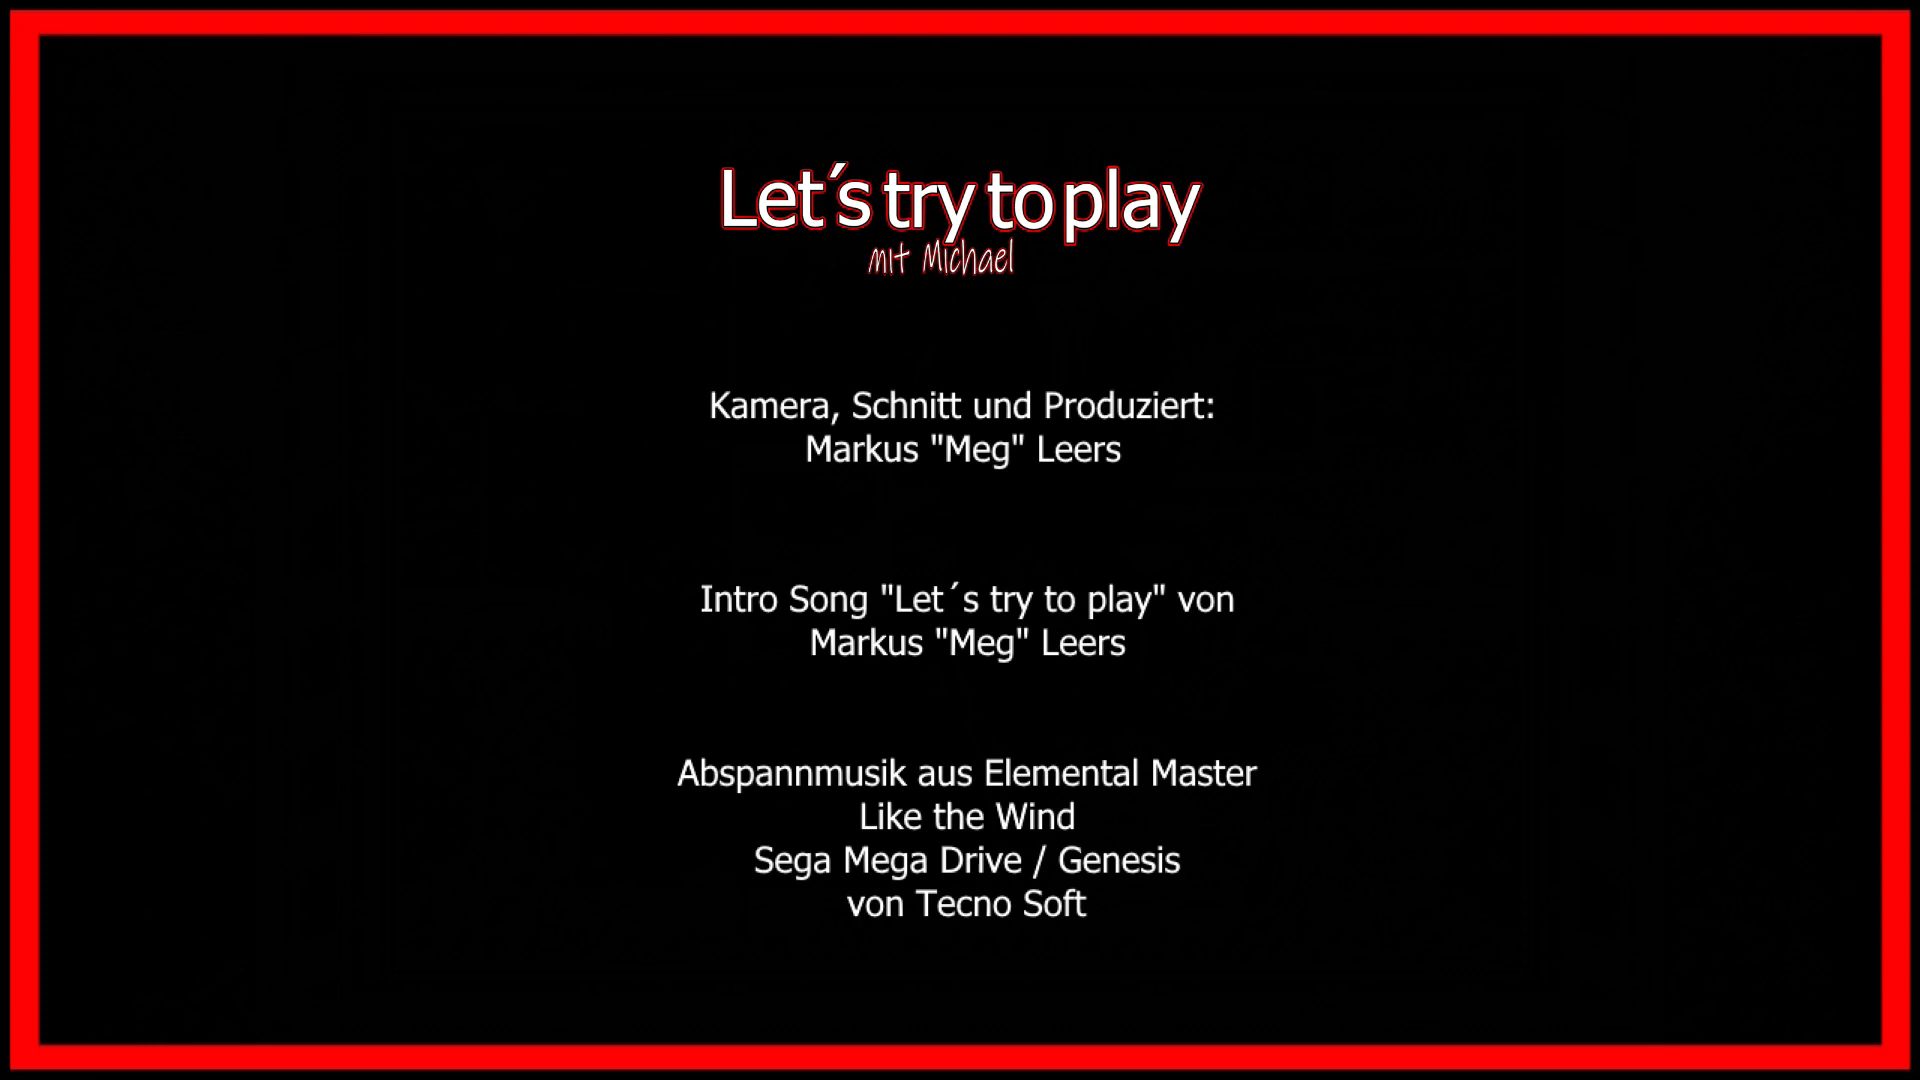 Let´s try to play
mit Michael
Kamera, Schnitt und Produziert:
Markus "Meg" Leers
Intro Song "Let´s try to play" von
Markus "Meg" Leers
Abspannmusik aus Elemental Master
Like the Wind
Sega Mega Drive / Genesis
von Tecno Soft